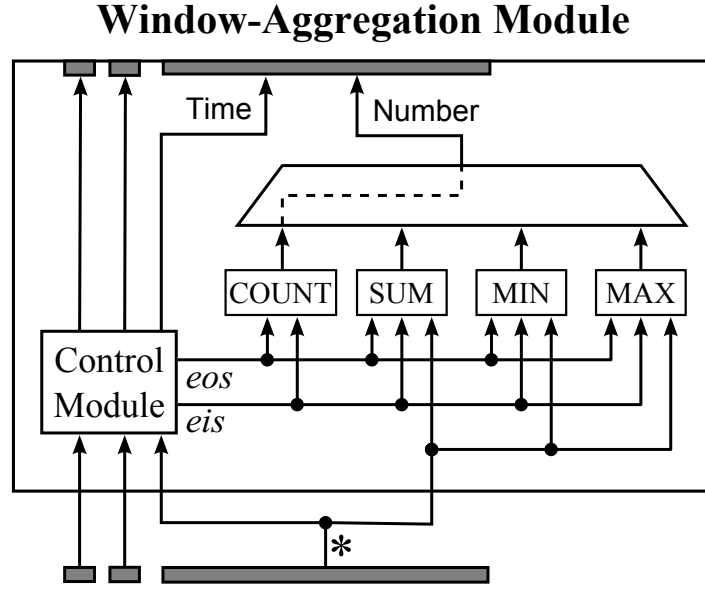 Window-Aggregation Module
Time
Number
COUNT
SUM
MIN
MAX
Control
Module
eos
eis
*